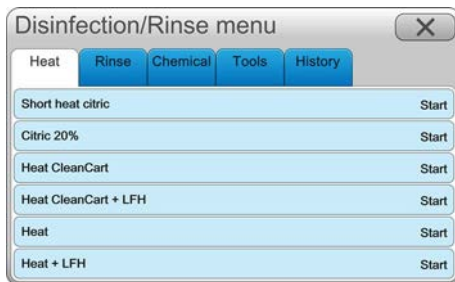 Disinfection/Rinse menu
Heat Rinse Chemical Tools History
Short heat citric Start
Citric 20% Start
Heat CleanCart Start
Heat CleanCart + LFH Start
Heat Start
Heat + LFH Start